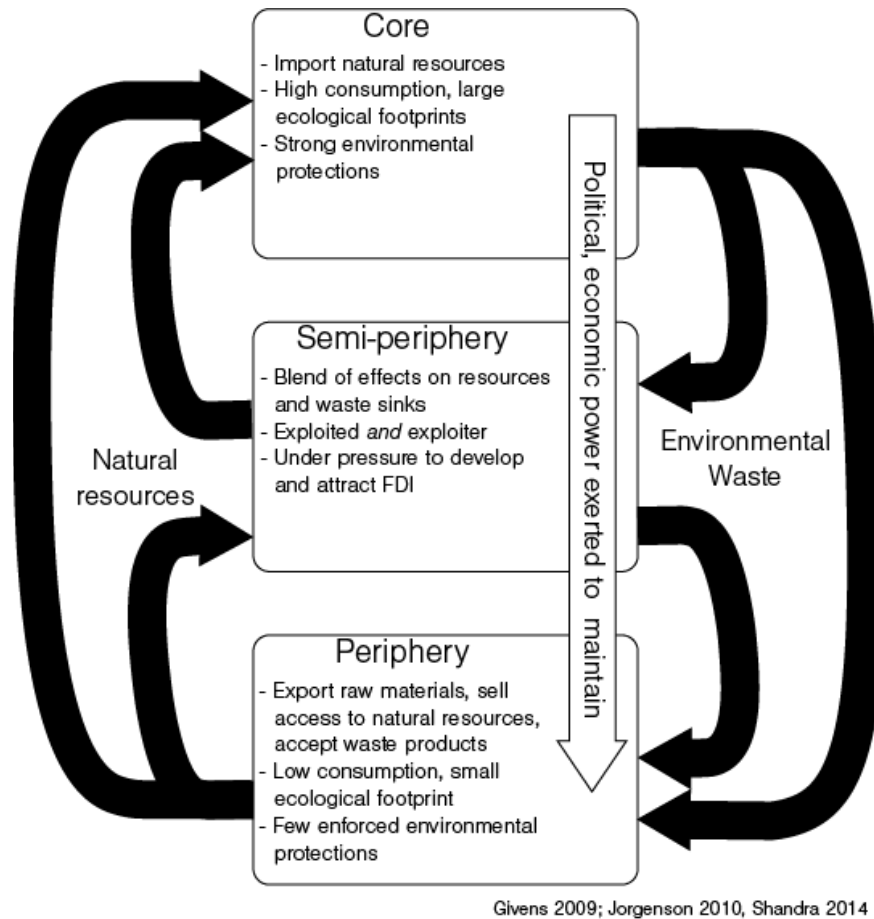 Core
- Import natural resources
- High consumption, large
ecological footprints
- Strong environmental
protections
Political, economic power exerted to maintain
Semi-periphery
- Blend of effects on resources
and waste sinks
- Exploited and exploiter
- Under pressure to develop
and attract FDI
Natural
resources
Environmental
Waste
Periphery
- Export raw materials, sell
access to natural resources,
accept waste products
- Low consumption, small
ecological footprint
- Few enforced environmental
protections
Givens 2009; Jorgenson 2010, Shandra 2014